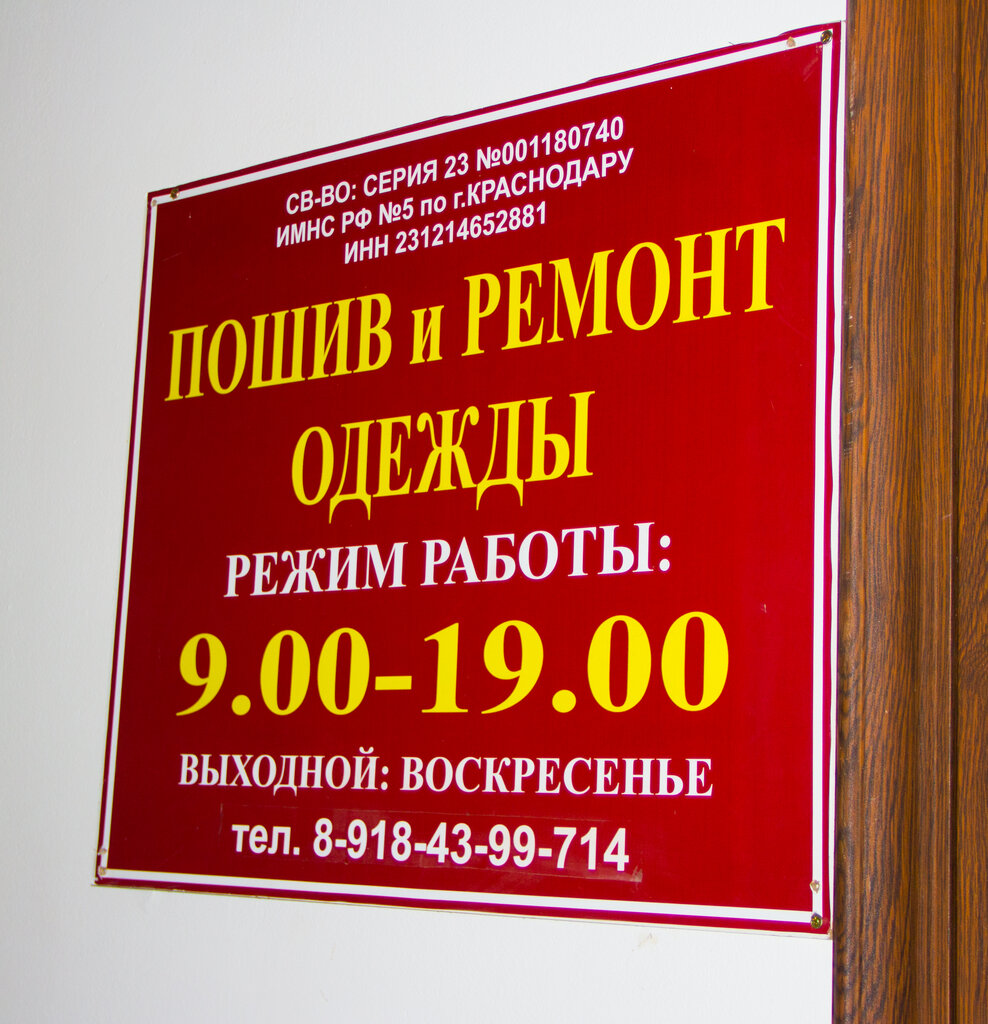 СВ-ВО: СЕРИЯ 23 №001180740
ИМНС РФ №5 по г.КРАСНОДАРУ
ИНН 231214652881
ПОШИВ и РЕМОНТ
ОДЕЖДЫ
РЕЖИМ РАБОТЫ:
9.00-19.00
ВЫХОДНОЙ: ВОСКРЕСЕНЬЕ
тел. 8-918-43-99-714